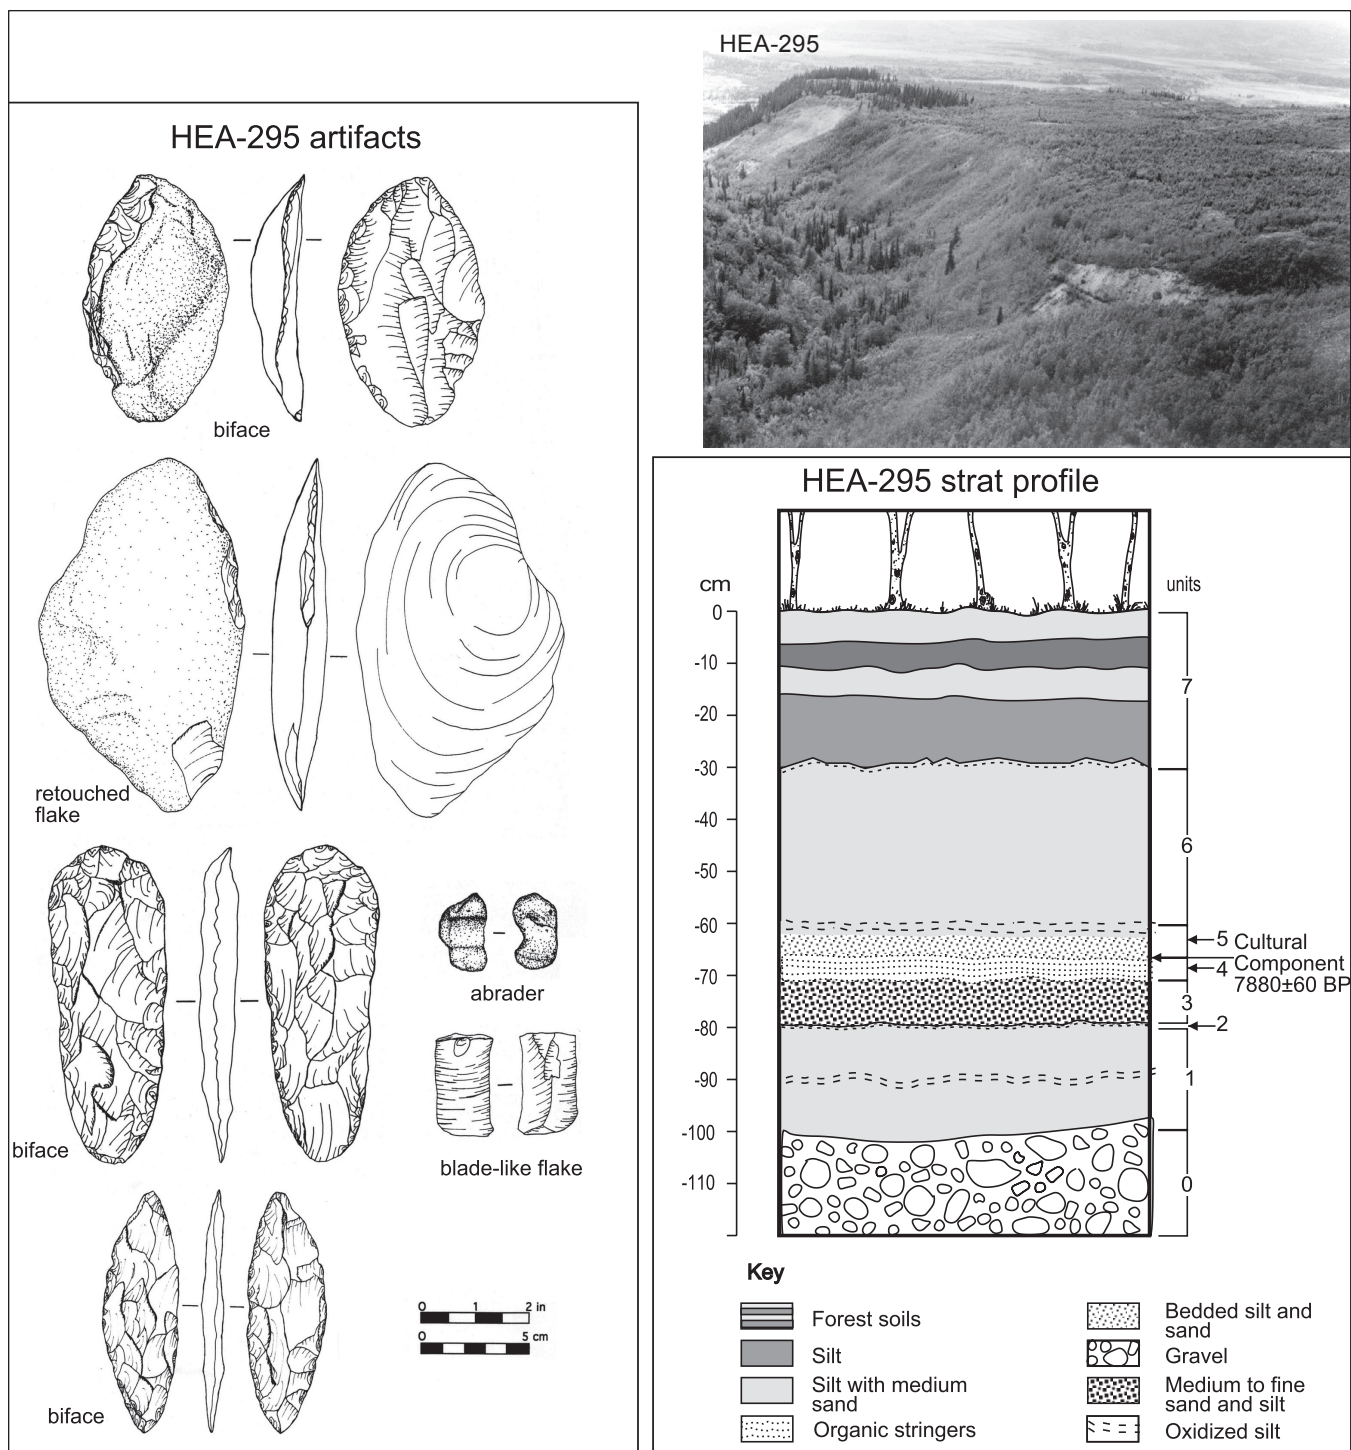 HEA-295
HEA-295 artifacts
biface
retouched
flake
biface
abrader
blade-like flake
biface
0 1 2 in
0 5 cm
HEA-295 strat profile
cm
units
0
-10
-20
-30
-40
-50
-60
-70
-80
-90
-100
-110
7
6
5
4
3
2
1
0
Cultural
Component
7880±60 BP
Key
Forest soils
Silt
Silt with medium
sand
Organic stringers
Bedded silt and
sand
Gravel
Medium to fine
sand and silt
Oxidized silt